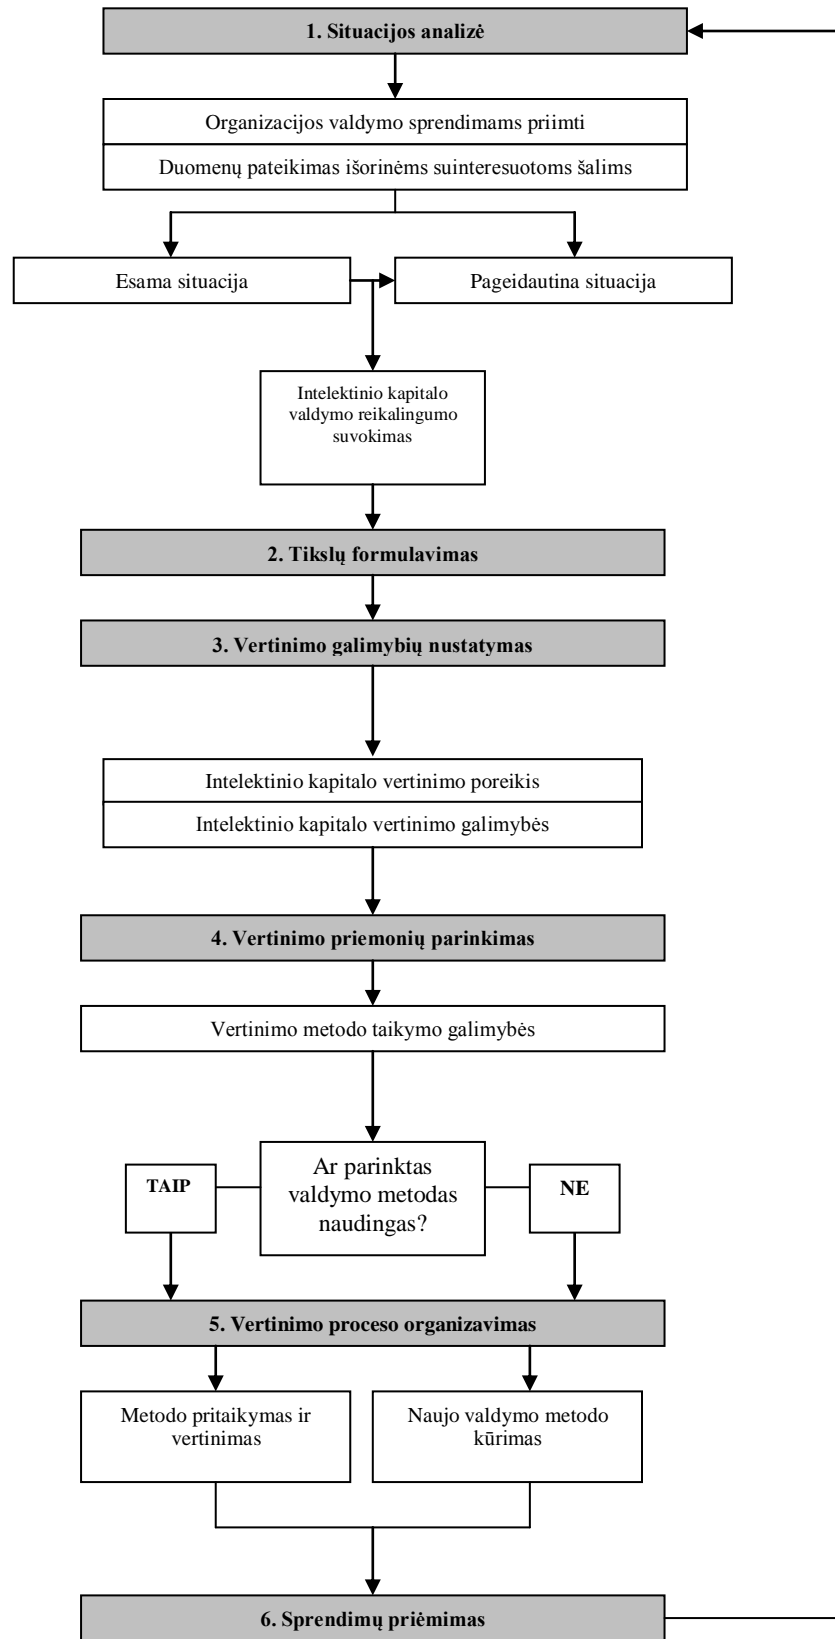 1. Situacijos analizė
Organizacijos valdymo sprendimams priimti
Duomenų pateikimas išorinėms suinteresuotoms šalims
Esama situacija
Pageidautina situacija
Intelektinio kapitalo
valdymo reikalingumo
suvokimas
2. Tikslų formulavimas
3. Vertinimo galimybių nustatymas
Intelektinio kapitalo vertinimo poreikis
Intelektinio kapitalo vertinimo galimybės
4. Vertinimo priemonių parinkimas
Vertinimo metodo taikymo galimybės
TAIP
Ar parinktas
valdymo metodas
naudingas?
NE
5. Vertinimo proceso organizavimas
Metodo pritaikymas ir
vertinimas
Naujo valdymo metodo
kūrimas
6. Sprendimų priėmimas